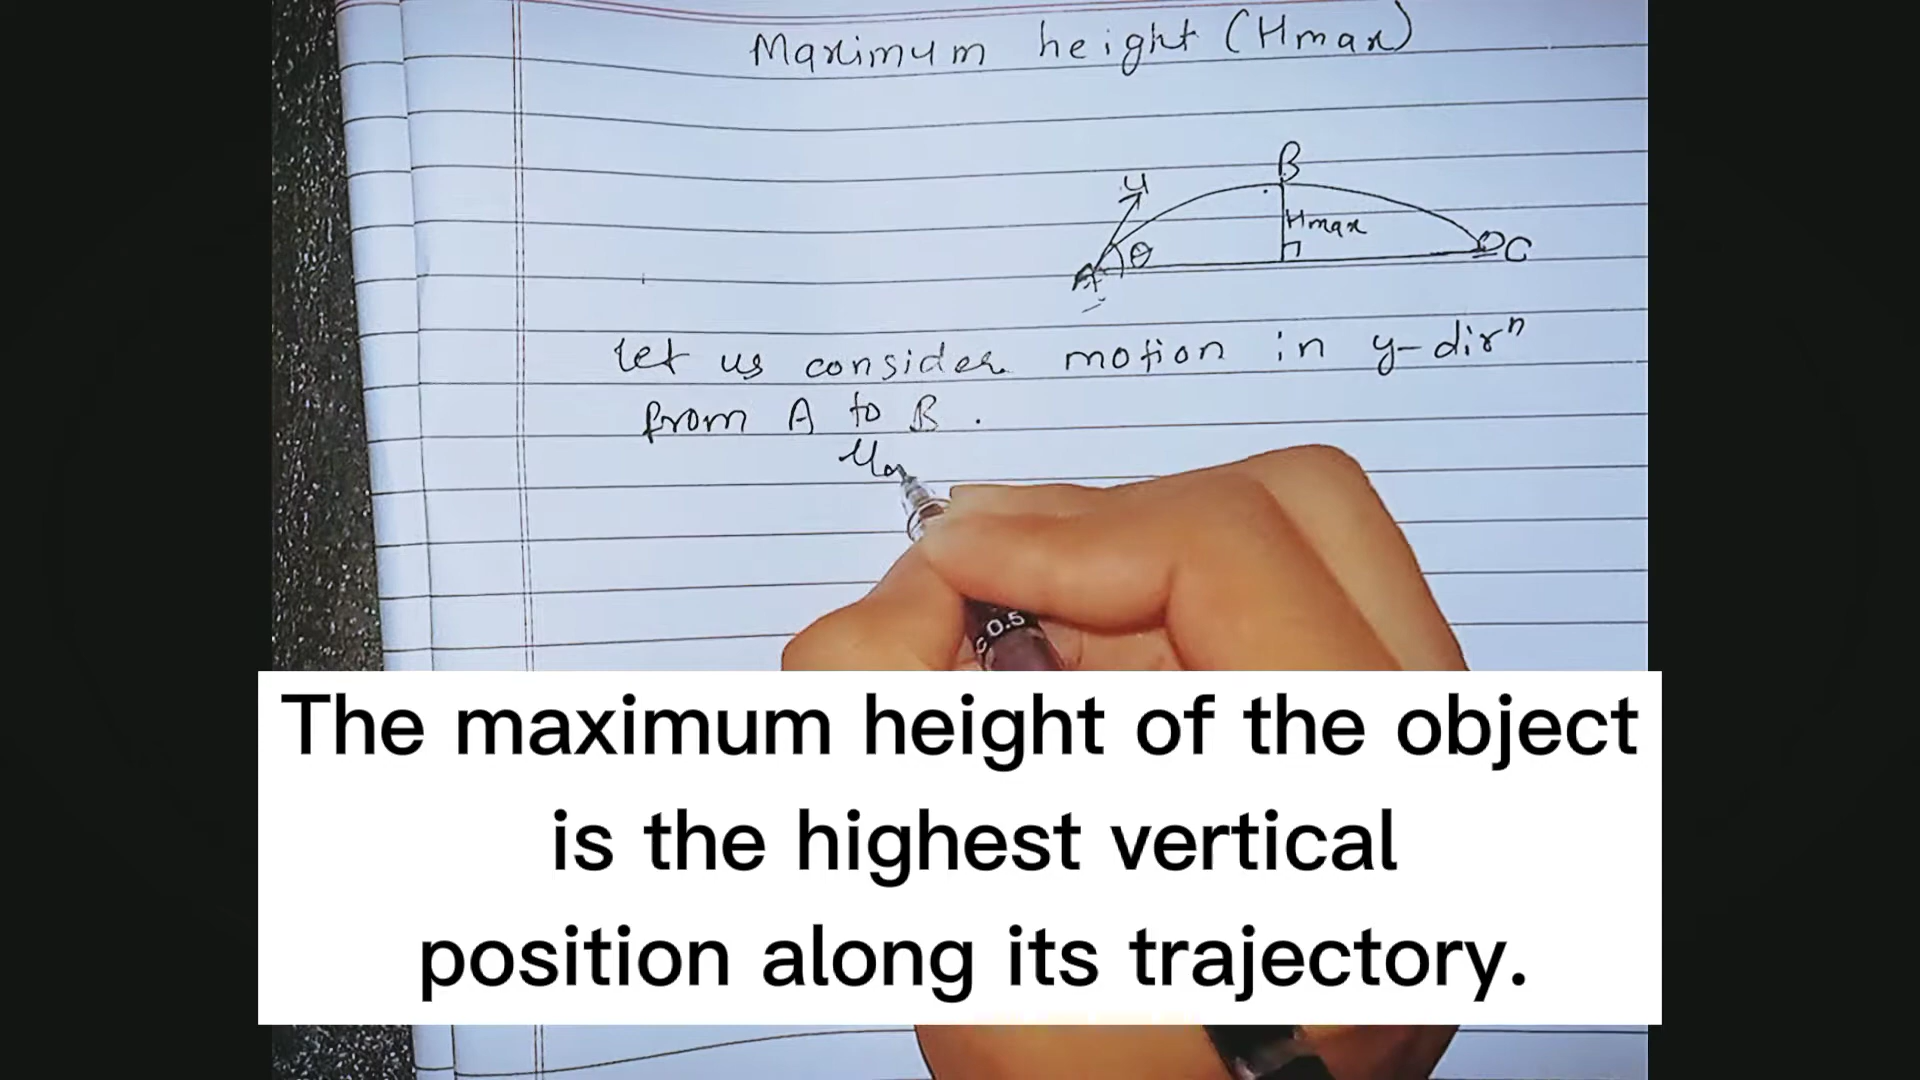 Maximum height (Hmax)
B
u
Hmax
θ
A
C
let us consider motion in y-dirⁿ
from A to B.
0.5
The maximum height of the object
is the highest vertical
position along its trajectory.